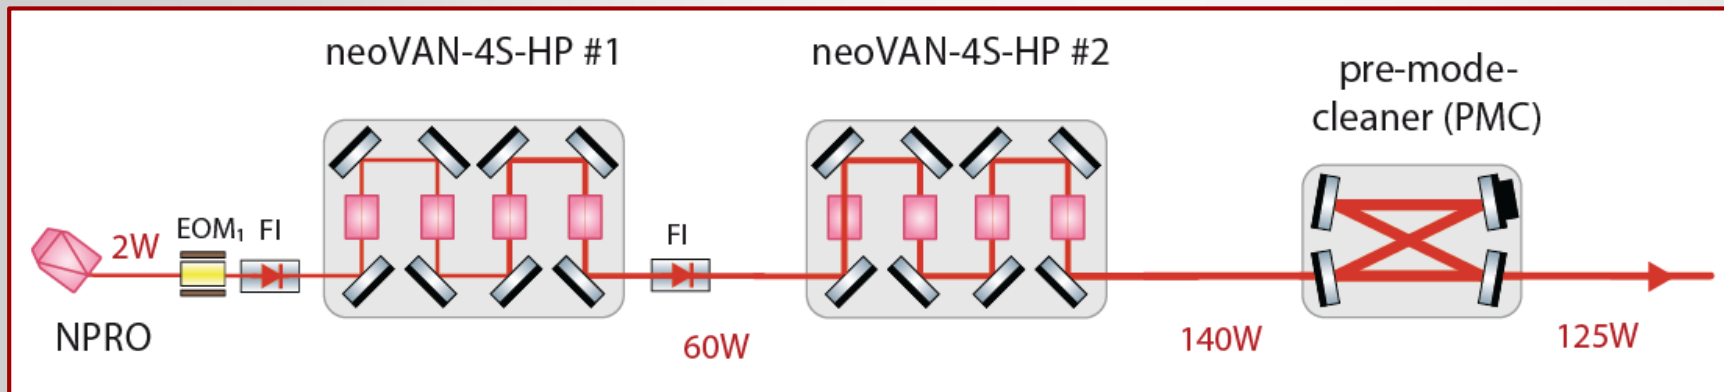 neoVAN-4S-HP #1
neoVAN-4S-HP #2
pre-mode-
cleaner (PMC)
2W
EOM₁
FI
FI
NPRO
60W
140W
125W